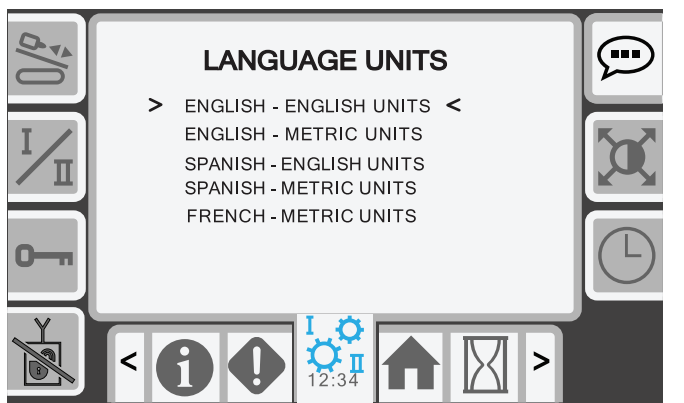 LANGUAGE UNITS
> ENGLISH - ENGLISH UNITS <
ENGLISH - METRIC UNITS
SPANISH - ENGLISH UNITS
SPANISH - METRIC UNITS
FRENCH - METRIC UNITS
I
II
I
II
12:34
< >